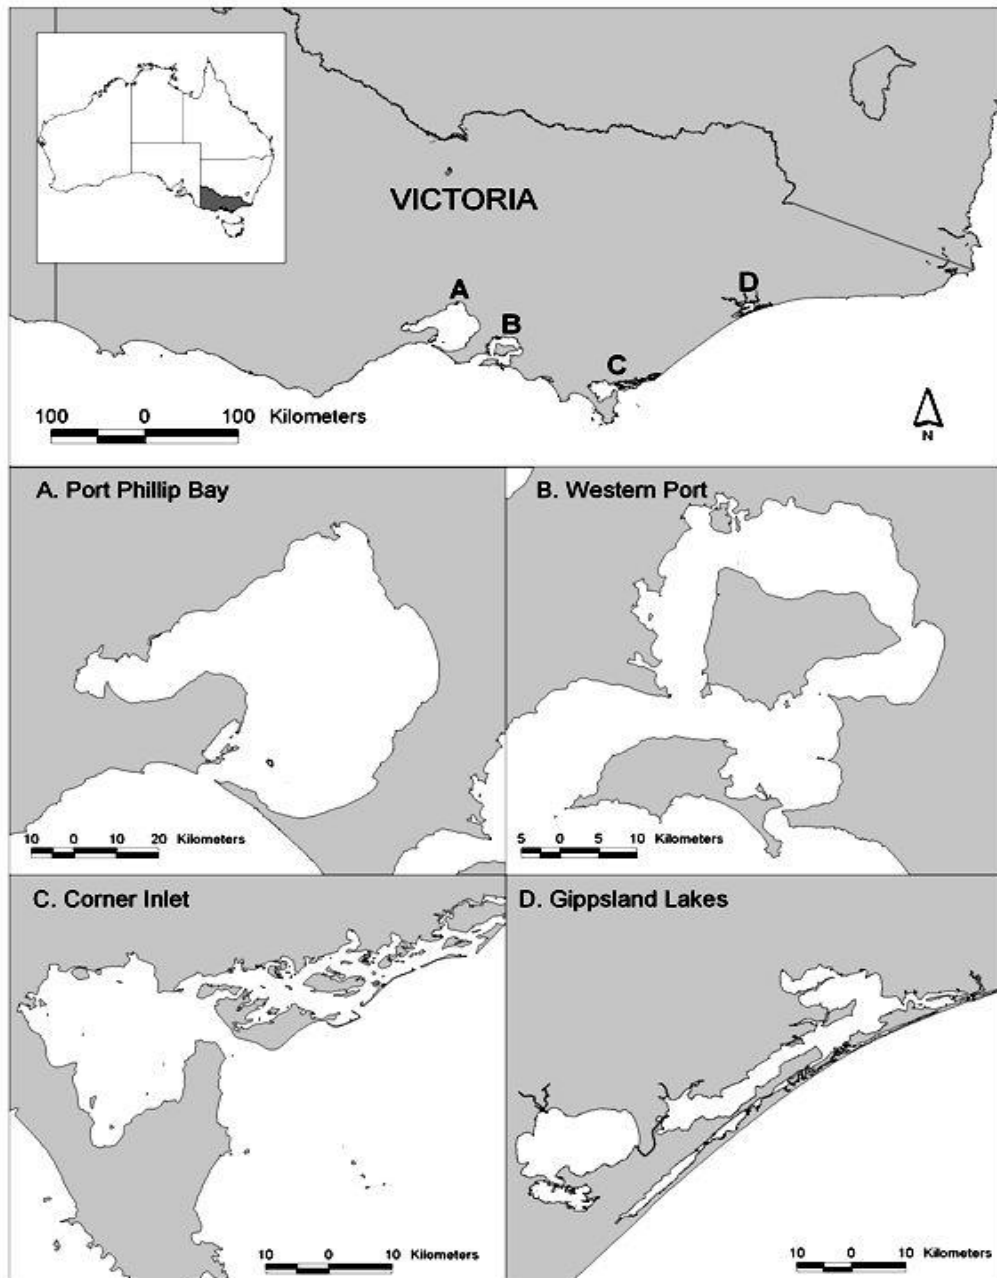 VICTORIA
A
B
C
D
100 0 100 Kilometers
N
A. Port Phillip Bay
10 0 10 20 Kilometers
B. Western Port
5 0 5 10 Kilometers
C. Corner Inlet
10 0 10 Kilometers
D. Gippsland Lakes
10 0 10 Kilometers